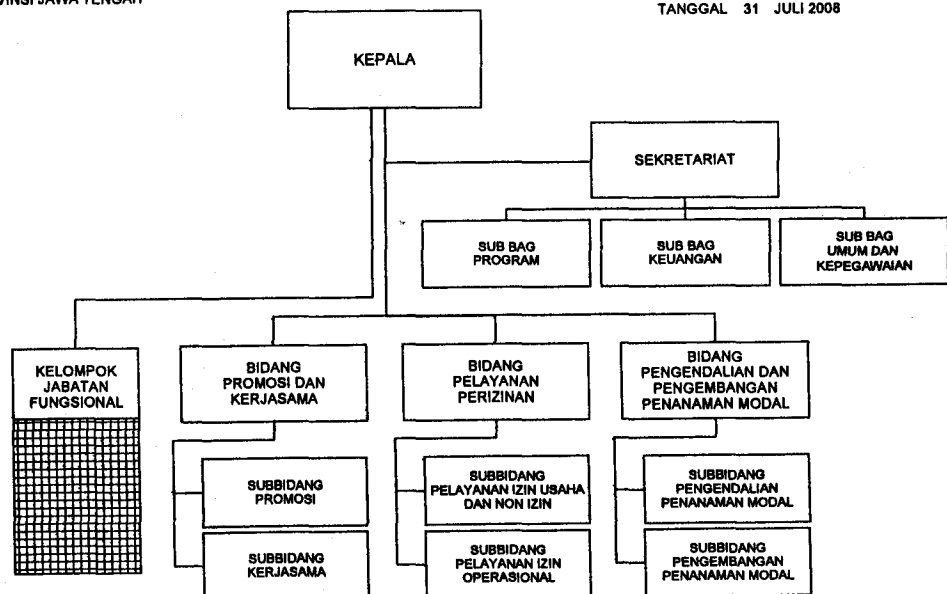 TANGGAL 31 JULI 2008
KEPALA
SEKRETARIAT
SUB BAG
PROGRAM
SUB BAG
KEUANGAN
SUB BAG
UMUM DAN
KEPEGAWAIAN
KELOMPOK
JABATAN
FUNGSIONAL
BIDANG
PROMOSI DAN
KERJASAMA
BIDANG
PELAYANAN
PERIZINAN
BIDANG
PENGENDALIAN DAN
PENGEMBANGAN
PENANAMAN MODAL
SUBBIDANG
PROMOSI
SUBBIDANG
PELAYANAN IZIN USAHA
DAN NON IZIN
SUBBIDANG
PENGENDALIAN
PENANAMAN MODAL
SUBBIDANG
KERJASAMA
SUBBIDANG
PELAYANAN IZIN
OPERASIONAL
SUBBIDANG
PENGEMBANGAN
PENANAMAN MODAL